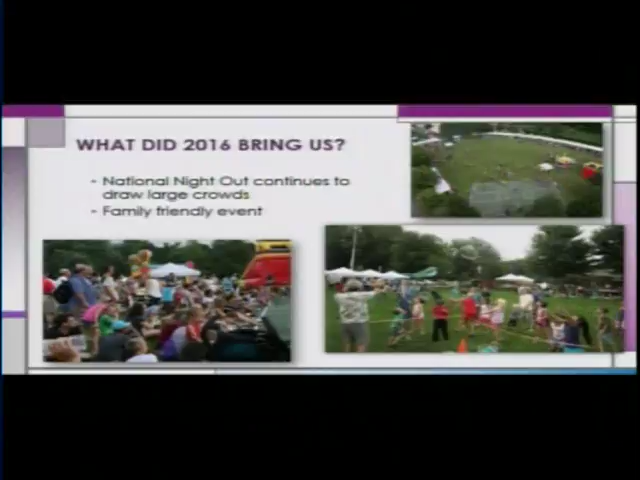 WHAT DID 2016 BRING US?
- National Night Out continues to
draw large crowds
- Family friendly event